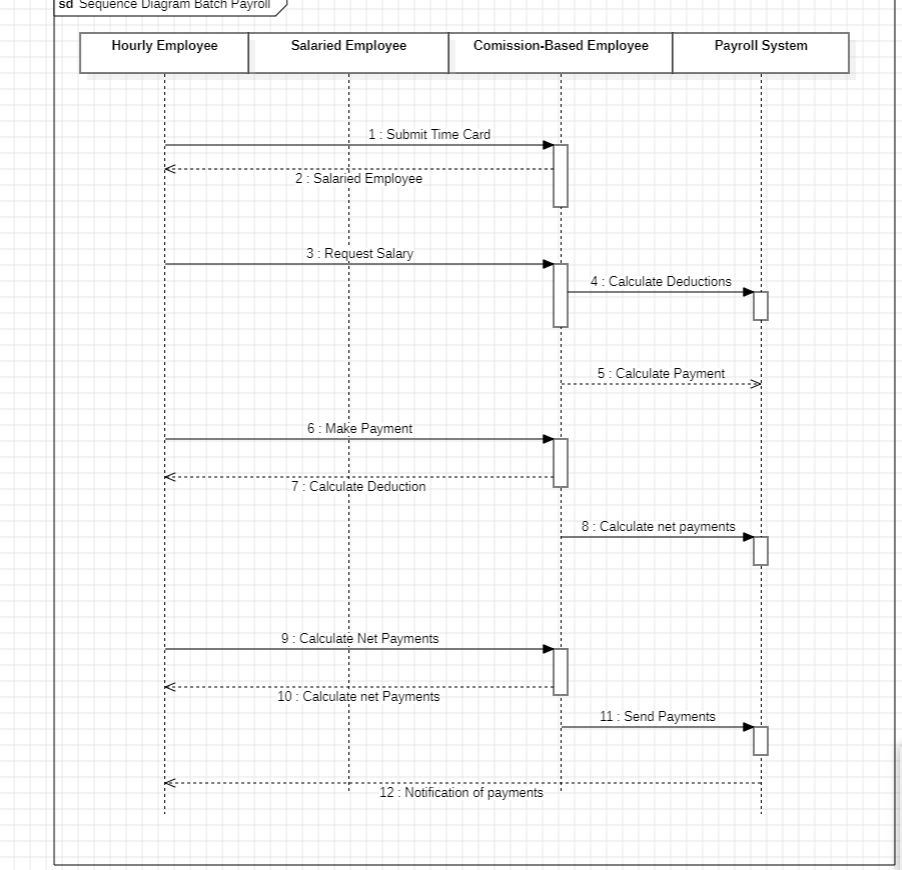 sd Sequence Diagram Batch Payroll
Hourly Employee
Salaried Employee
Comission-Based Employee
Payroll System
1 : Submit Time Card
2 : Salaried Employee
3 : Request Salary
4 : Calculate Deductions
5 : Calculate Payment
6 : Make Payment
7 : Calculate Deduction
8 : Calculate net payments
9 : Calculate Net Payments
10 : Calculate net Payments
11 : Send Payments
12 : Notification of payments